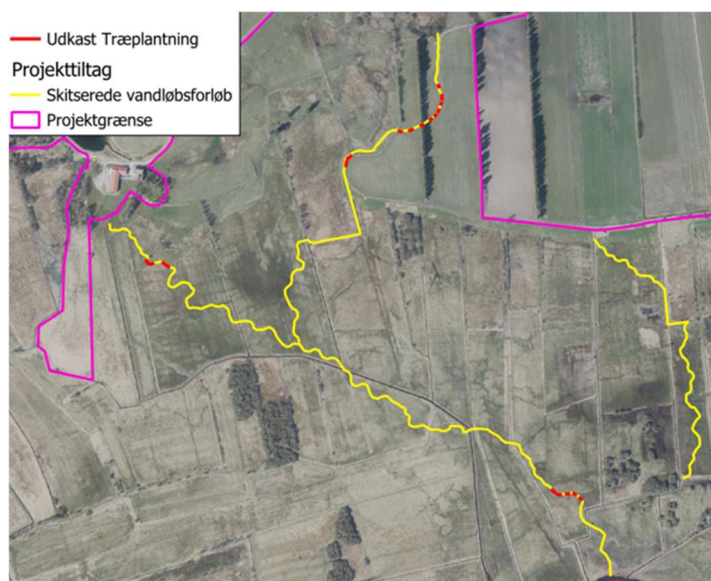 Udkast Træplantning
Projekttiltag
Skitserede vandløbsforløb
Projektgrænse